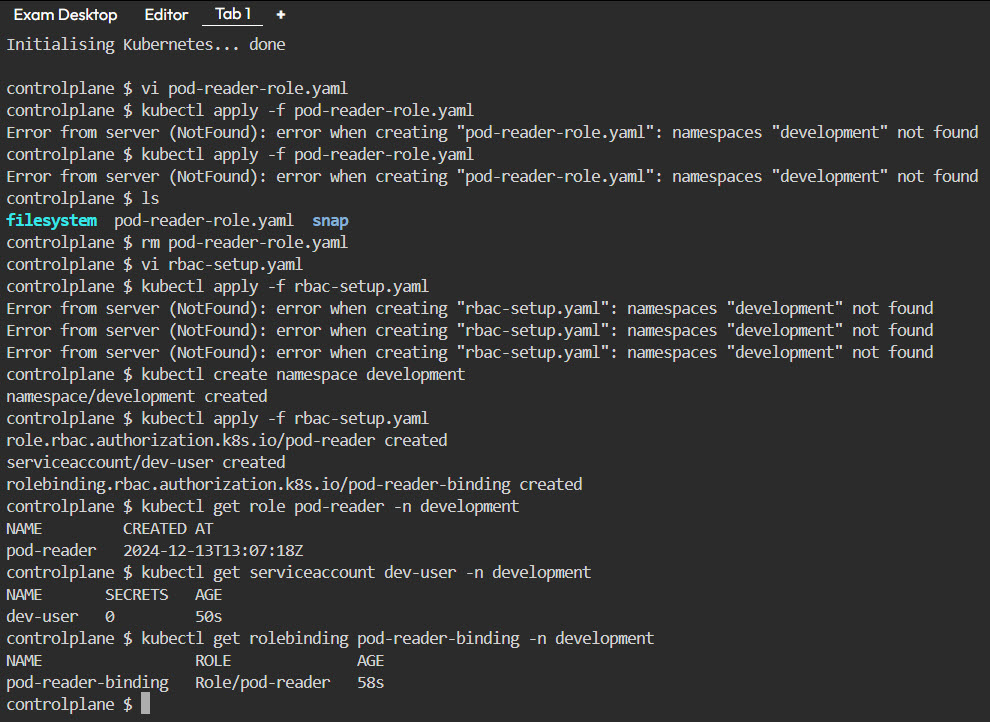 Exam Desktop Editor Tab 1 +
Initialising Kubernetes... done
controlplane $ vi pod-reader-role.yaml
controlplane $ kubectl apply -f pod-reader-role.yaml
Error from server (NotFound): error when creating "pod-reader-role.yaml": namespaces "development" not found
controlplane $ kubectl apply -f pod-reader-role.yaml
Error from server (NotFound): error when creating "pod-reader-role.yaml": namespaces "development" not found
controlplane $ ls
filesystem pod-reader-role.yaml snap
controlplane $ rm pod-reader-role.yaml
controlplane $ vi rbac-setup.yaml
controlplane $ kubectl apply -f rbac-setup.yaml
Error from server (NotFound): error when creating "rbac-setup.yaml": namespaces "development" not found
Error from server (NotFound): error when creating "rbac-setup.yaml": namespaces "development" not found
Error from server (NotFound): error when creating "rbac-setup.yaml": namespaces "development" not found
controlplane $ kubectl create namespace development
namespace/development created
controlplane $ kubectl apply -f rbac-setup.yaml
role.rbac.authorization.k8s.io/pod-reader created
serviceaccount/dev-user created
rolebinding.rbac.authorization.k8s.io/pod-reader-binding created
controlplane $ kubectl get role pod-reader -n development
NAME CREATED AT
pod-reader 2024-12-13T13:07:18Z
controlplane $ kubectl get serviceaccount dev-user -n development
NAME SECRETS AGE
dev-user 0 50s
controlplane $ kubectl get rolebinding pod-reader-binding -n development
NAME ROLE AGE
pod-reader-binding Role/pod-reader 58s
controlplane $